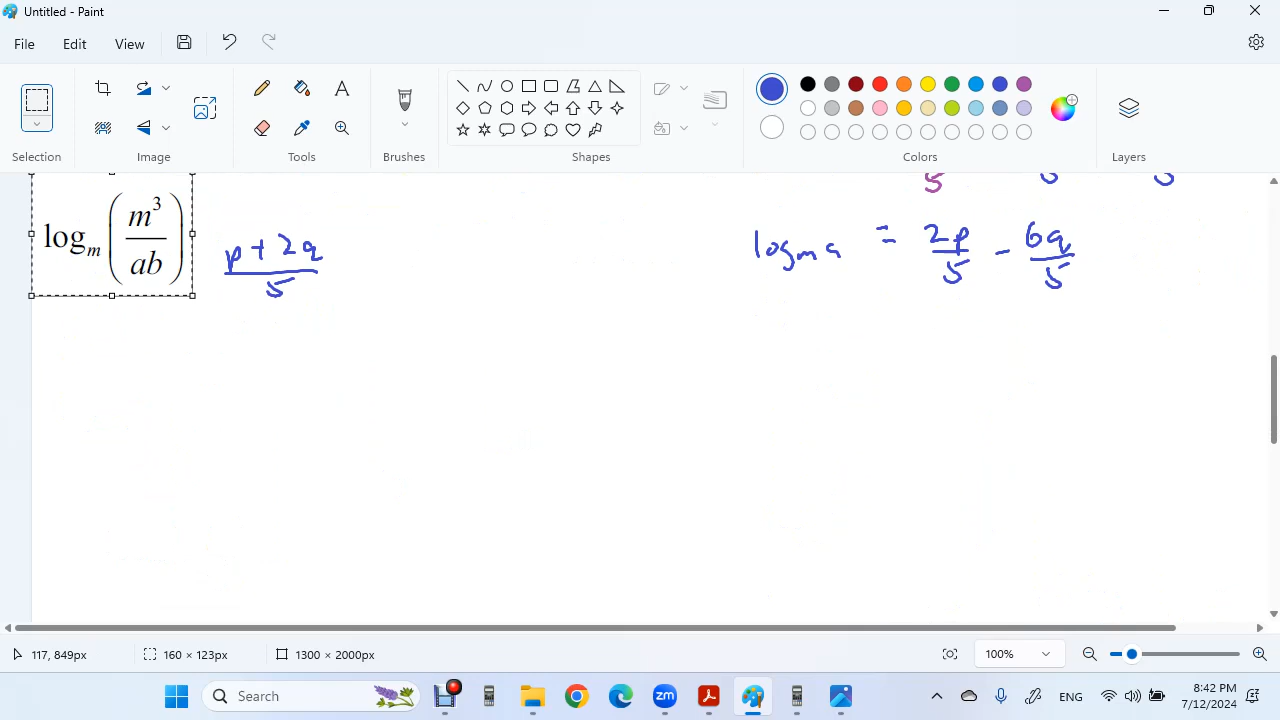 Untitled - Paint
File Edit View
Selection Image Tools Brushes Shapes Colors Layers
log_m (m^3/ab)
(p + 2q)/5
5
log_m a = 2p/5 - 6q/5
117, 849px 160 × 123px 1300 × 2000px 100%
Search ENG 8:42 PM
7/12/2024